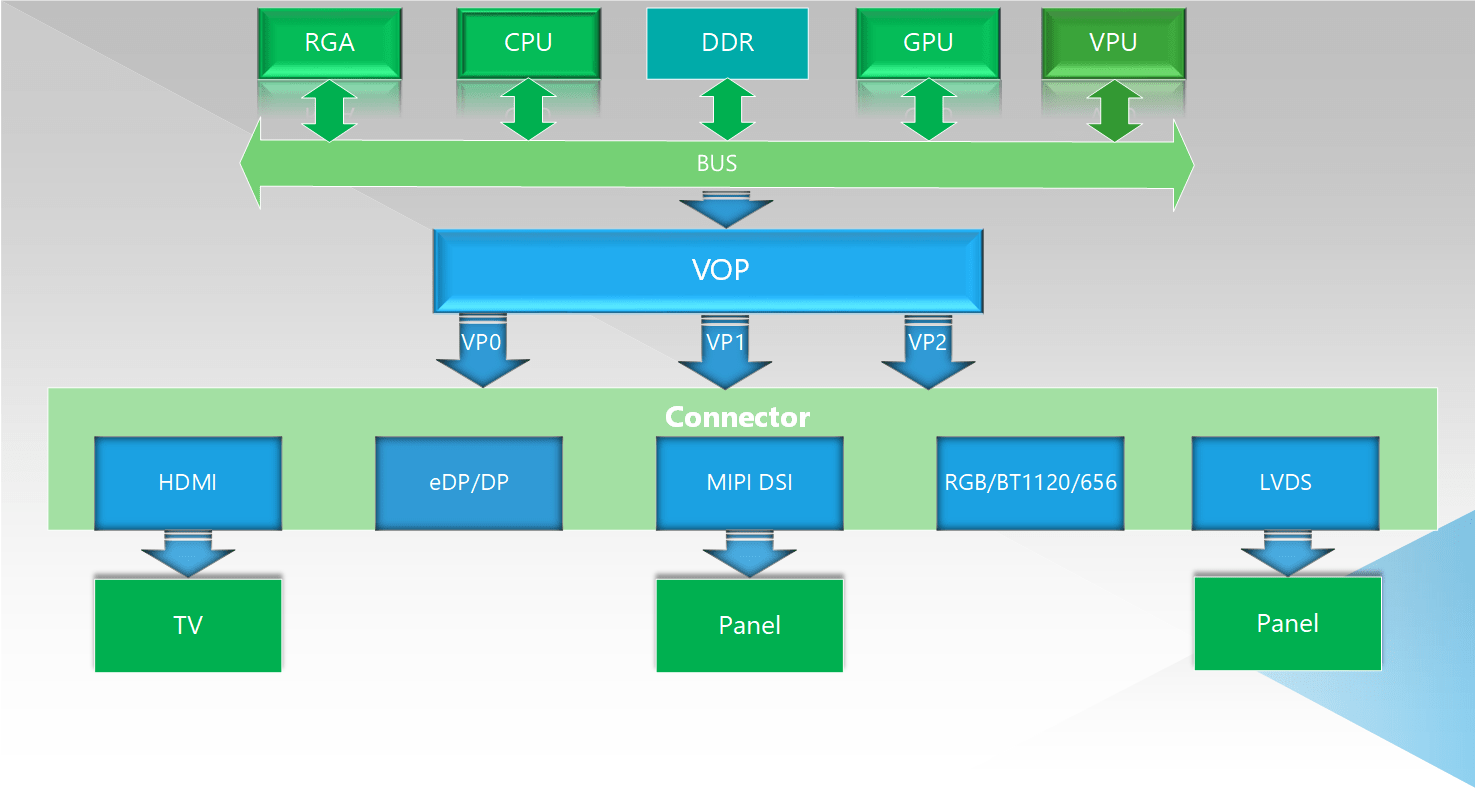 RGA
CPU
DDR
GPU
VPU
BUS
VOP
VP0
VP1
VP2
Connector
HDMI
eDP/DP
MIPI DSI
RGB/BT1120/656
LVDS
TV
Panel
Panel